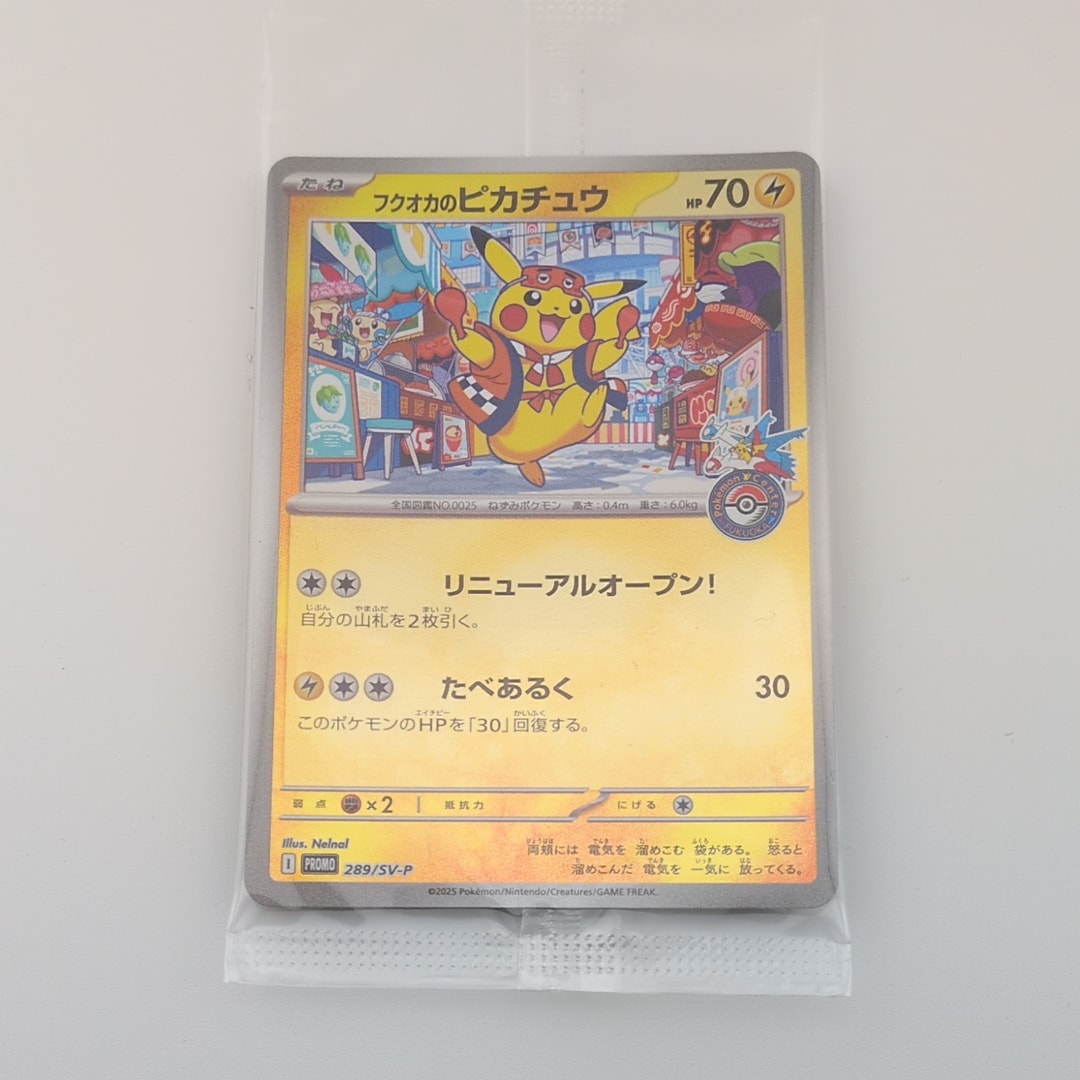 たね
フクオカのピカチュウ
HP 70
全国図鑑NO.0025 ねずみポケモン 高さ:0.4m 重さ:6.0kg
Pokémon Center
FUKUOKA
リニューアルオープン!
自分の山札を2枚引く。
たべあるく 30
このポケモンのHPを「30」回復する。
弱点 ×2 抵抗力 にげる
Illus. Nelnal
両頬には 電気を 溜めこむ 袋がある。 怒ると
溜めこんだ 電気を 一気に 放ってくる。
I PROMO 289/SV-P
©2025 Pokémon/Nintendo/Creatures/GAME FREAK.